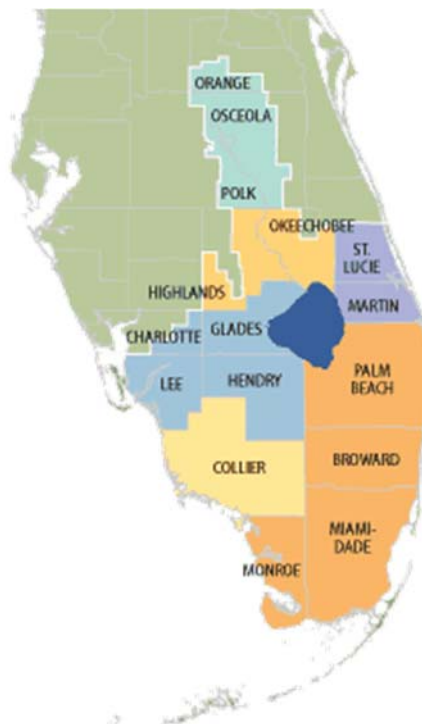 ORANGE
OSCEOLA
POLK
OKEECHOBEE
ST.
LUCIE
HIGHLANDS
MARTIN
CHARLOTTE
GLADES
LEE
HENDRY
PALM
BEACH
COLLIER
BROWARD
MIAMI-
DADE
MONROE